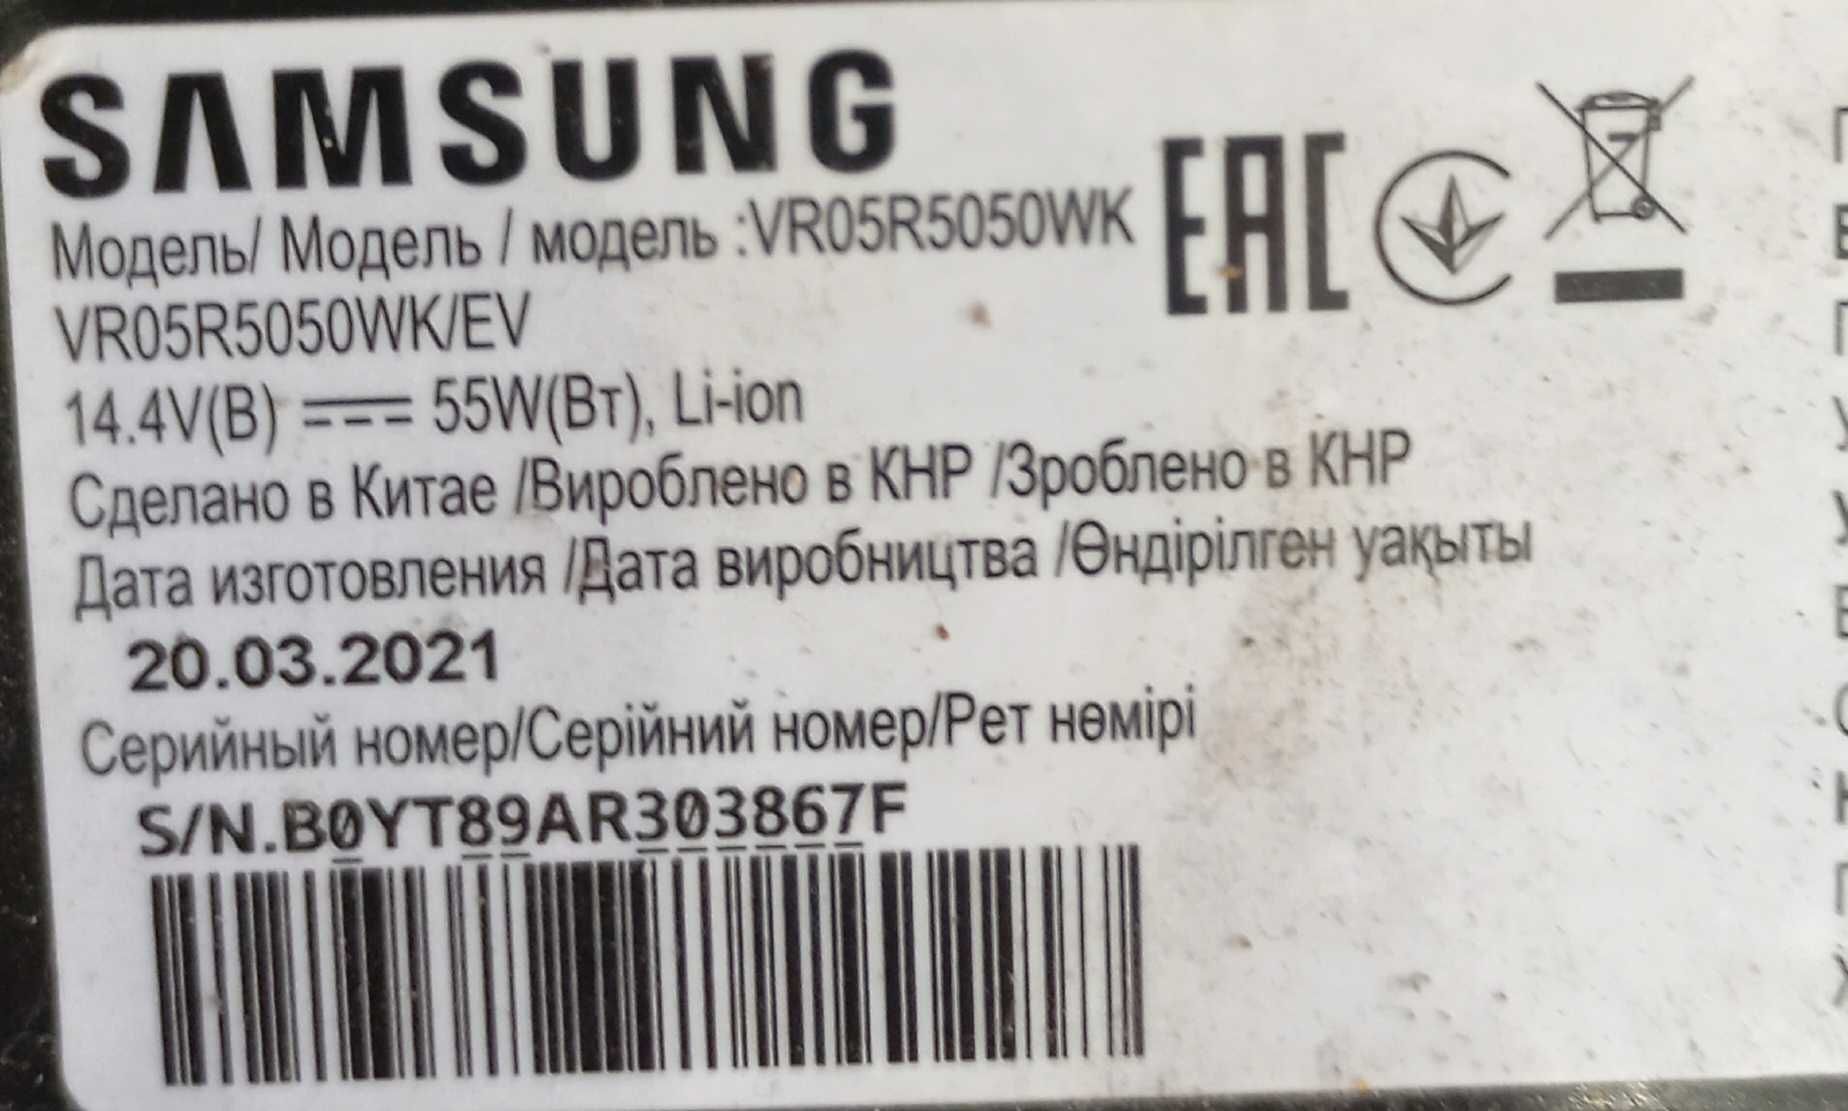 SAMSUNG
Модель/ Модель / модель :VR05R5050WK
VR05R5050WK/EV
14.4V(В) 55W(Вт), Li-ion
Сделано в Китае /Вироблено в КНР /Зроблено в КНР
Дата изготовления /Дата виробництва /Өндірілген уақыты
20.03.2021
Серийный номер/Серійний номер/Рет нөмірі
S/N.B0YT89AR303867F
EAC